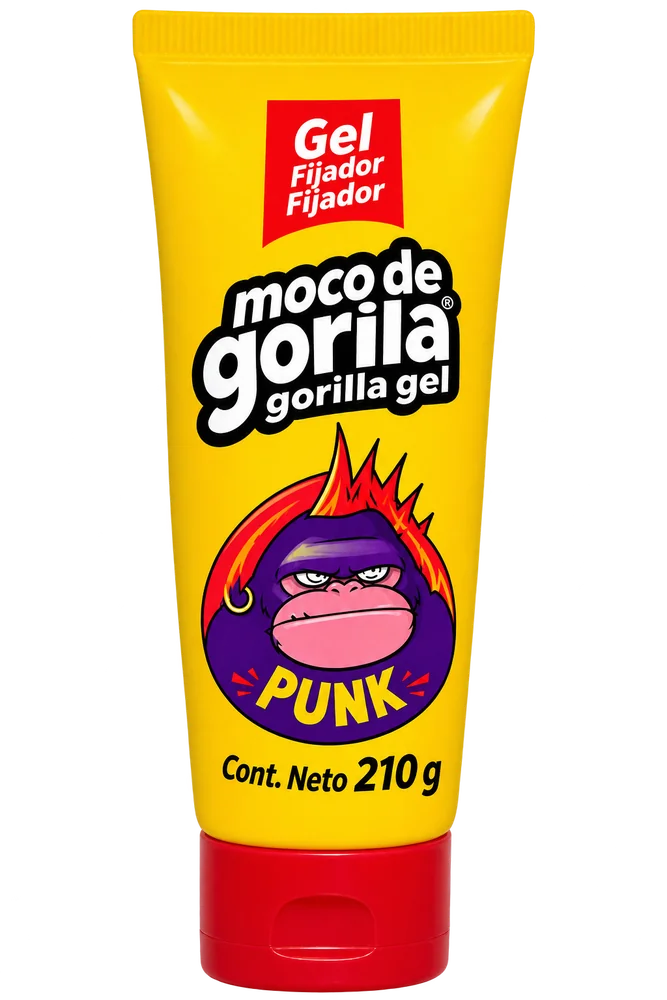 Gel
Fijador
Fijador
moco de
gorila®
gorilla gel
PUNK
Cont. Neto 210 g